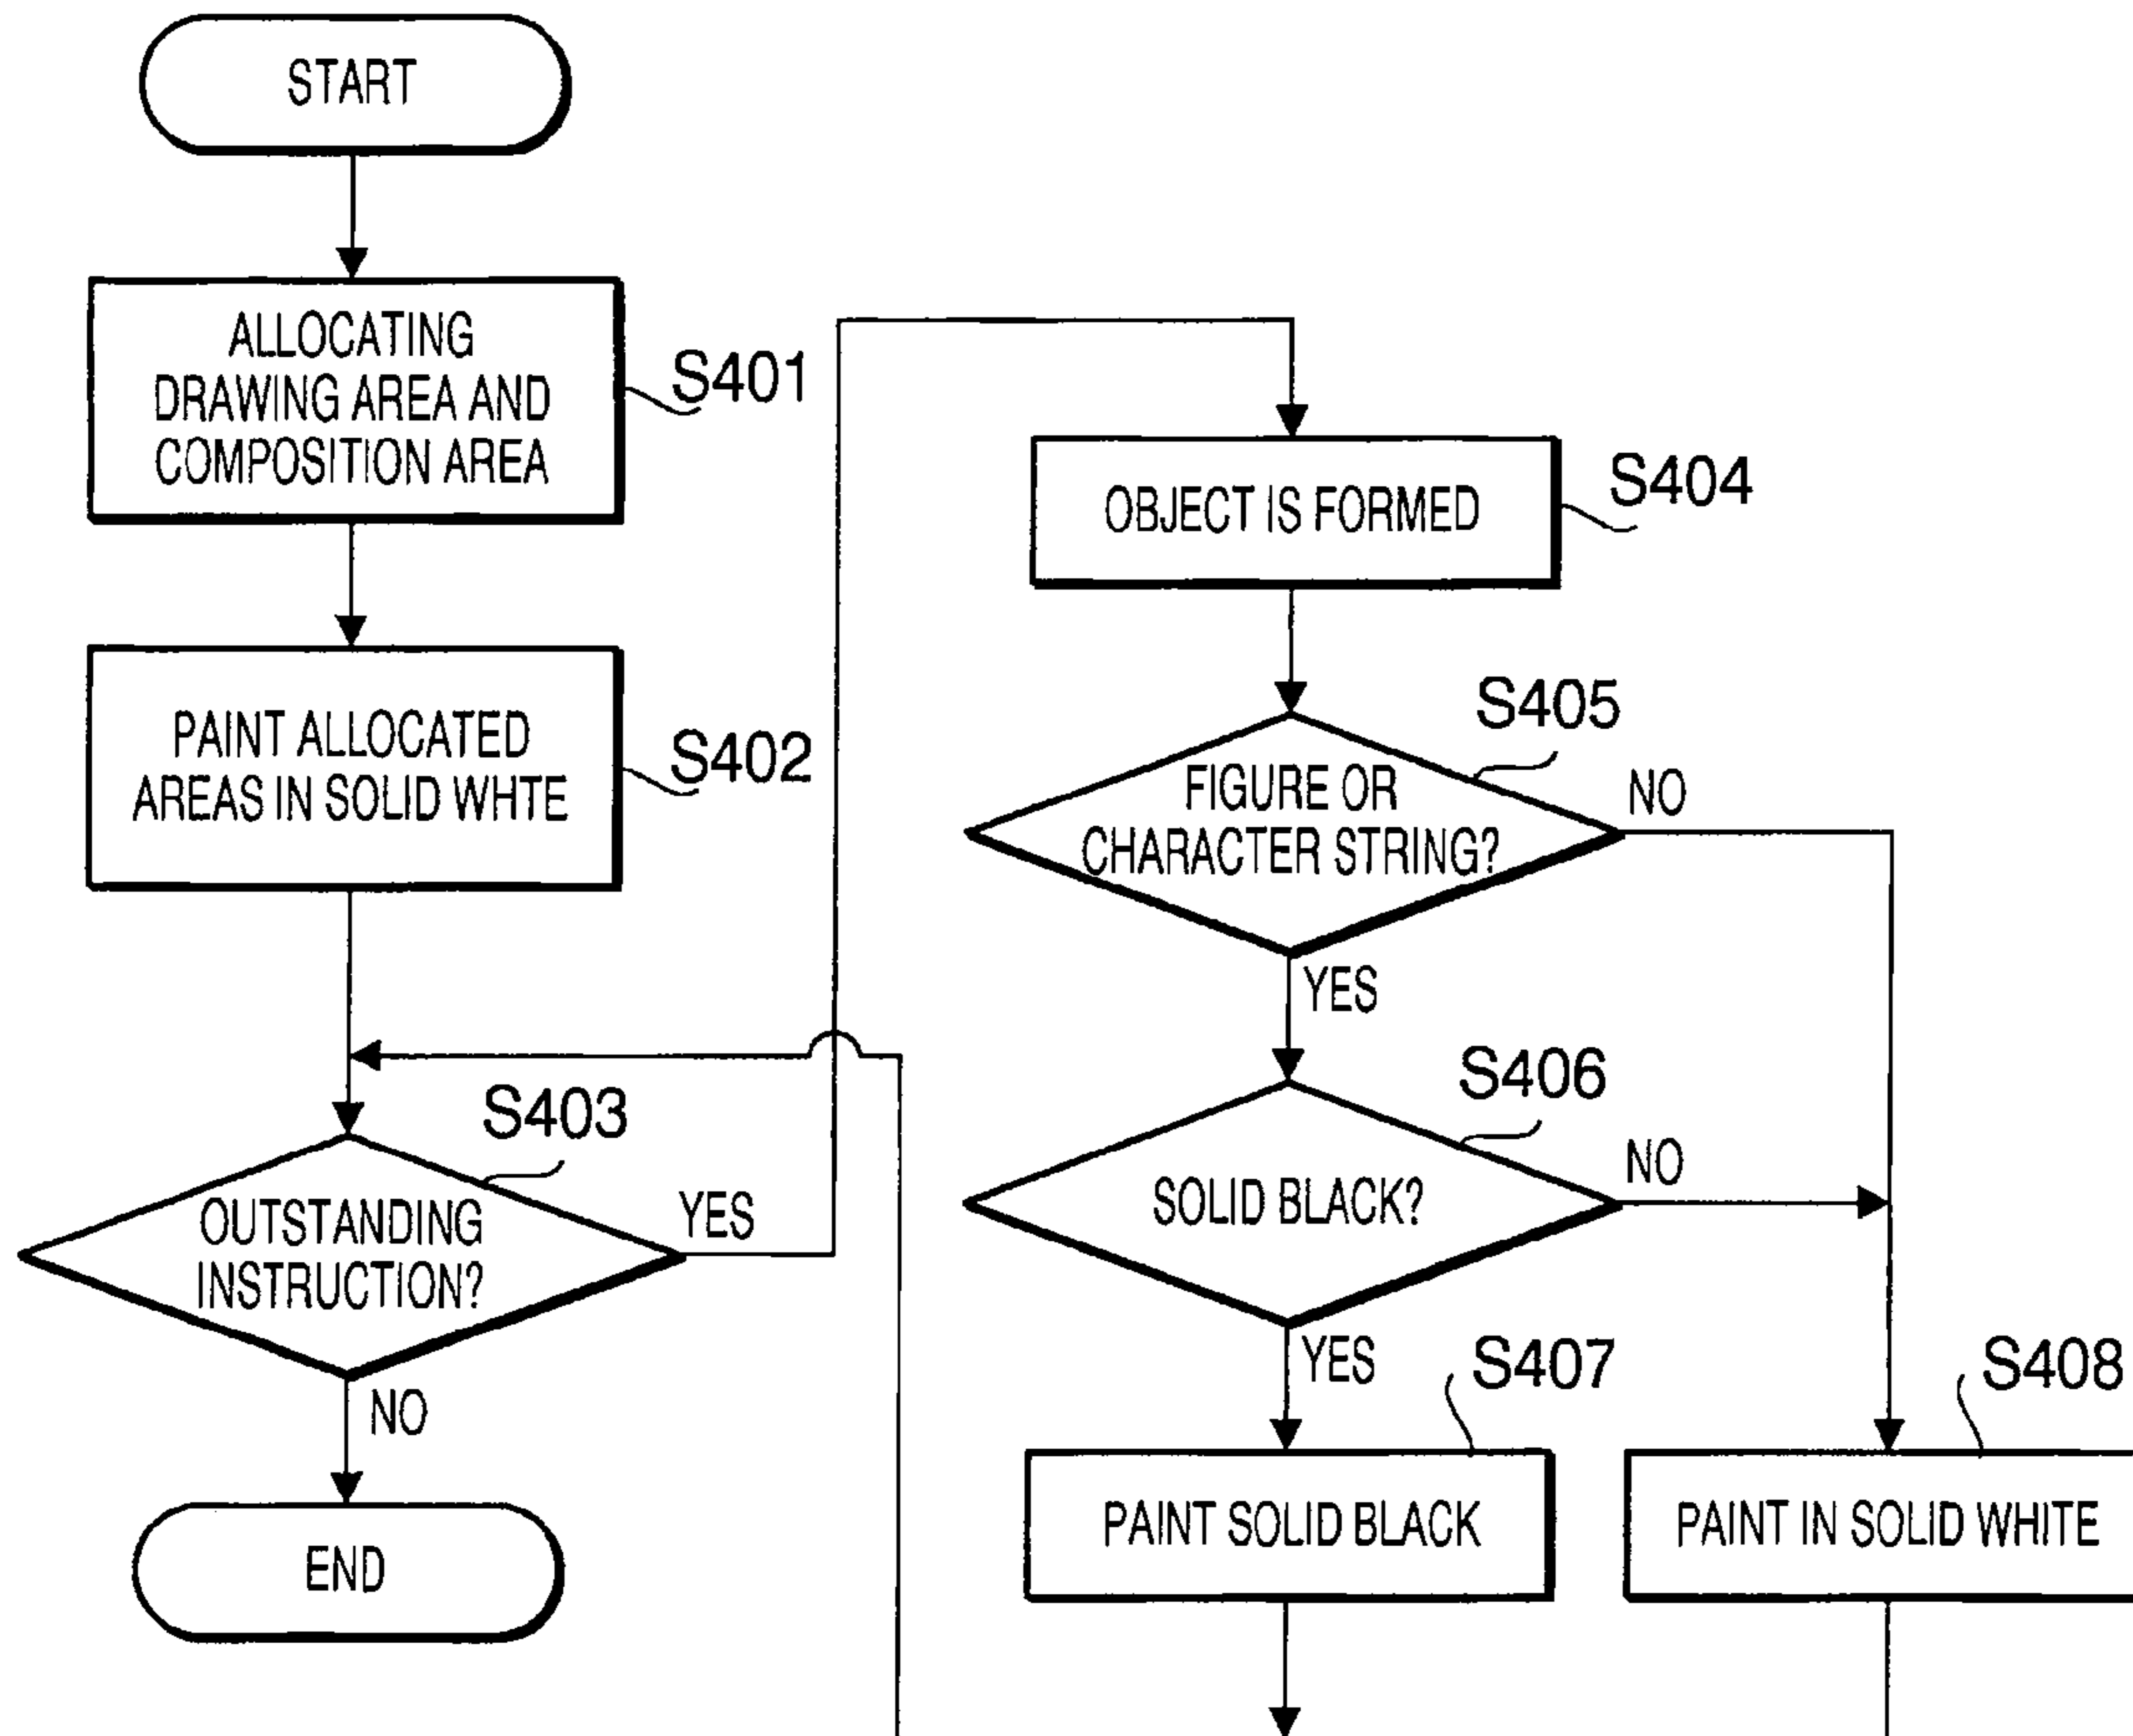 START
ALLOCATING
DRAWING AREA AND
COMPOSITION AREA
S401
PAINT ALLOCATED
AREAS IN SOLID WHTE
S402
S403
OUTSTANDING
INSTRUCTION?
YES
NO
END
OBJECT IS FORMED
S404
S405
FIGURE OR
CHARACTER STRING?
NO
YES
S406
SOLID BLACK?
NO
YES
S407
PAINT SOLID BLACK
S408
PAINT IN SOLID WHITE